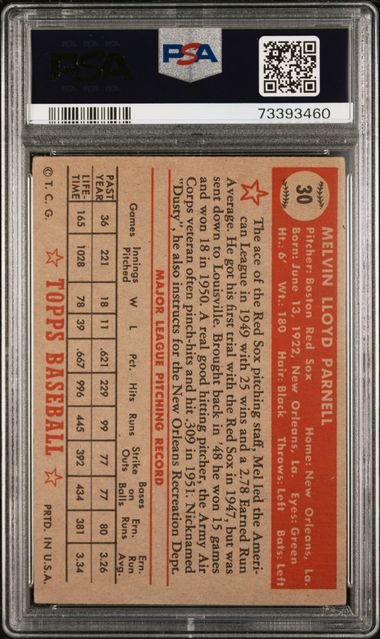 PSA
PSA
73393460
30
MELVIN LLOYD PARNELL
Pitcher: Boston Red Sox Home: New Orleans, La.
Born: June 13, 1922, New Orleans, La. Eyes: Green
Ht.: 6' Wt.: 180 Hair: Black Throws: Left Bats: Left
The ace of the Red Sox pitching staff, Mel led the Ameri-
can League in 1949 with 25 wins and a 2.78 Earned Run
Average. He got his first trial with the Red Sox in 1947, but was
sent down to Louisville. Brought back in '48 he won 15 games
and won 18 in 1950. A real good hitting pitcher, the Army Air
Corps veteran often pinch-hits and hit .309 in 1951. Nicknamed
"Dusty", he also instructs for the New Orleans Recreation Dept.
MAJOR LEAGUE PITCHING RECORD
Games Innings Pitched W L Pct. Hits Runs Strike Outs Bases on Balls Ern. Runs Ern. Run Avg.
PAST YEAR 36 221 18 11 .621 229 99 77 77 80 3.26
LIFE-TIME 165 1028 78 39 .667 996 445 392 434 381 3.34
© T. C. G. TOPPS BASEBALL PRTD. IN U.S.A.